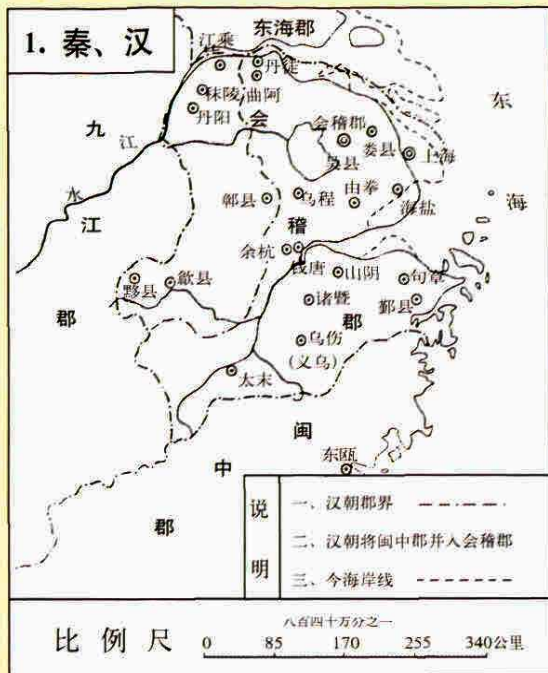 1. 秦、汉
东海郡
江乘
丹徒
秣陵
曲阿
丹阳
会
会稽郡
娄县
吴县
上海
东
海
九
江
水
江
郡
鄣县
乌程
由拳
海盐
稽
余杭
钱唐
山阴
句章
黟县
歙县
诸暨
郡
鄞县
乌伤
(义乌)
太末
闽
中
郡
东瓯
说
明
一、汉朝郡界
二、汉朝将闽中郡并入会稽郡
三、今海岸线
比例尺
八百四十万分之一
0 85 170 255 340公里